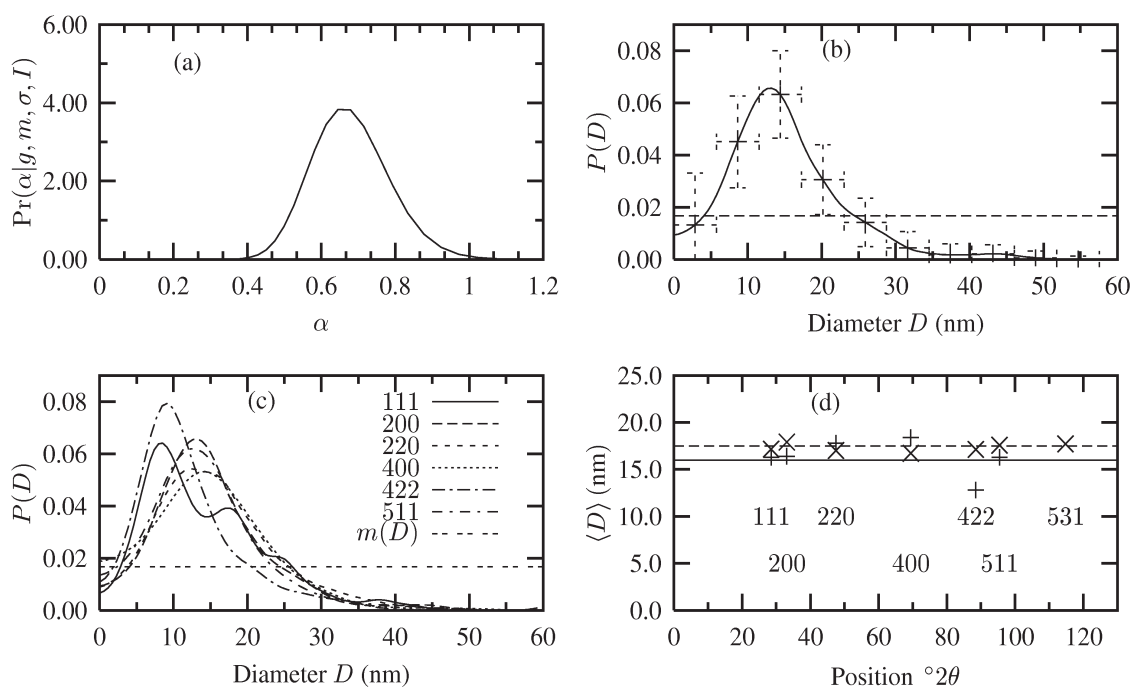 6.00
4.00
2.00
0.00
Pr(α|g, m, σ, I)
(a)
0 0.2 0.4 0.6 0.8 1 1.2
α
0.08
0.06
0.04
0.02
0.00
P(D)
(b)
0 10 20 30 40 50 60
Diameter D (nm)
0.08
0.06
0.04
0.02
0.00
P(D)
(c)
111
200
220
400
422
511
m(D)
0 10 20 30 40 50 60
Diameter D (nm)
25.0
20.0
15.0
10.0
5.0
0.0
⟨D⟩ (nm)
(d)
111 220 422 531
200 400 511
0 20 40 60 80 100 120
Position °2θ